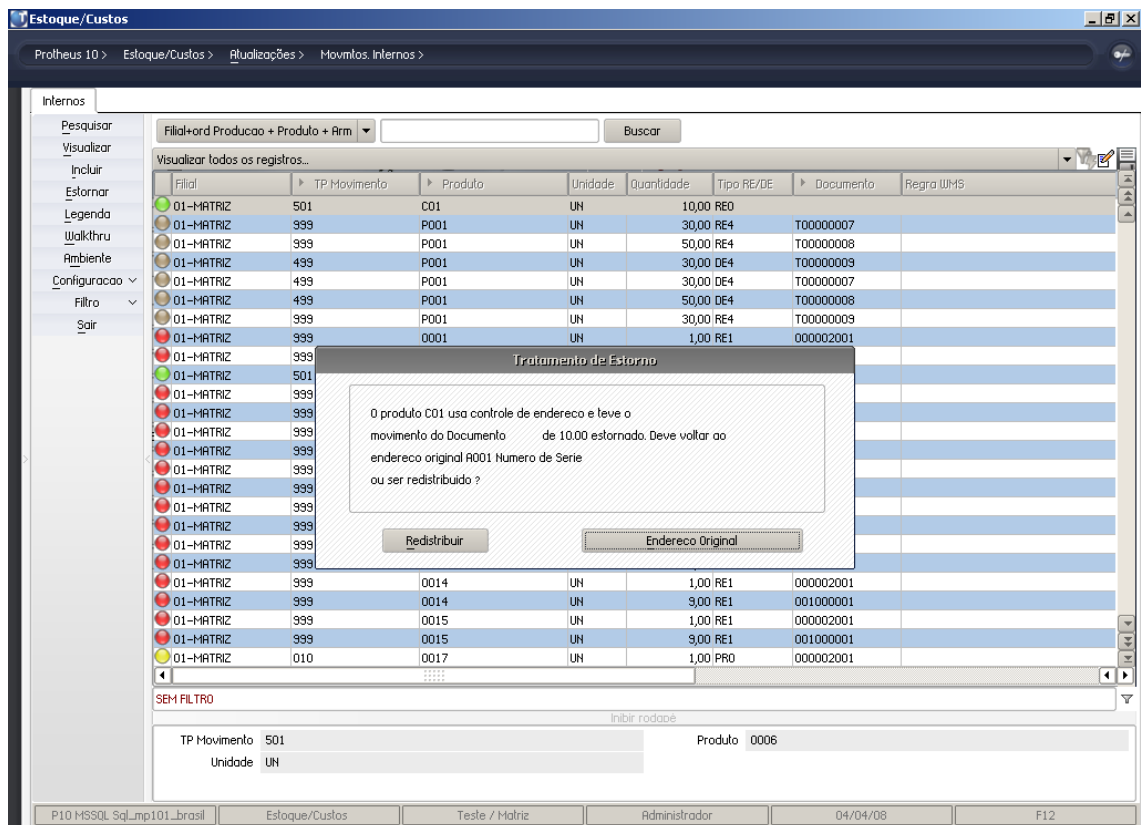 Estoque/Custos
Protheus 10 > Estoque/Custos > Atualizações > Movmtos. Internos >
Internos
Pesquisar
Visualizar
Incluir
Estornar
Legenda
Walkthru
Ambiente
Configuracao
Filtro
Sair
Filial+ord Producao + Produto + Arm
Buscar
Visualizar todos os registros...
Filial TP Movimento Produto Unidade Quantidade Tipo RE/DE Documento Regra WMS
01-MATRIZ 501 C01 UN 10,00 RE0
01-MATRIZ 999 P001 UN 30,00 RE4 T00000007
01-MATRIZ 999 P001 UN 50,00 RE4 T00000008
01-MATRIZ 499 P001 UN 30,00 DE4 T00000009
01-MATRIZ 499 P001 UN 30,00 DE4 T00000007
01-MATRIZ 499 P001 UN 50,00 DE4 T00000008
01-MATRIZ 999 P001 UN 30,00 RE4 T00000009
01-MATRIZ 999 0001 UN 1,00 RE1 000002001
01-MATRIZ 999
01-MATRIZ 501
01-MATRIZ 999
01-MATRIZ 999
01-MATRIZ 999
01-MATRIZ 999
01-MATRIZ 999
01-MATRIZ 999
01-MATRIZ 999
01-MATRIZ 999
01-MATRIZ 999
01-MATRIZ 999
01-MATRIZ 999 0014 UN 1,00 RE1 000002001
01-MATRIZ 999 0014 UN 9,00 RE1 001000001
01-MATRIZ 999 0015 UN 1,00 RE1 000002001
01-MATRIZ 999 0015 UN 9,00 RE1 001000001
01-MATRIZ 010 0017 UN 1,00 PR0 000002001
Tratamento de Estorno
O produto C01 usa controle de endereco e teve o
movimento do Documento de 10.00 estornado. Deve voltar ao
endereco original A001 Numero de Serie
ou ser redistribuido ?
Redistribuir
Endereco Original
SEM FILTRO
Inibir rodapé
TP Movimento 501 Produto 0006
Unidade UN
P10 MSSQL Sql_mp101_brasil Estoque/Custos Teste / Matriz Administrador 04/04/08 F12